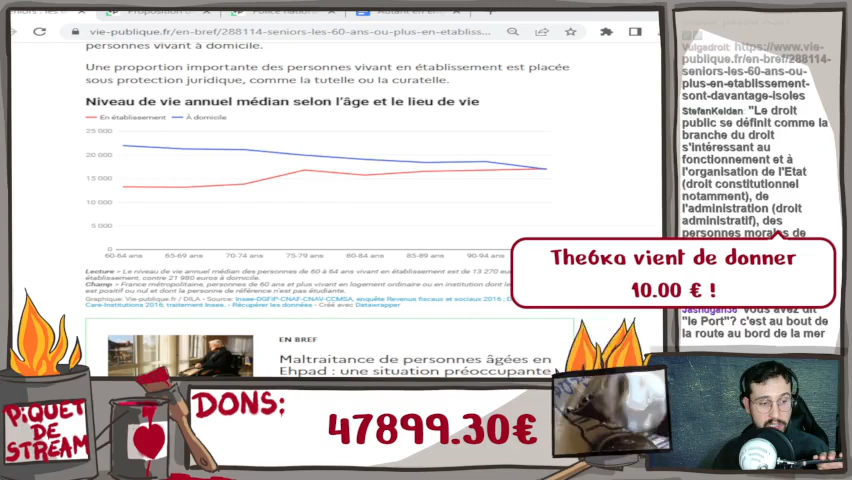 vie-publique.fr/en-bref/288114-seniors-les-60-ans-ou-plus-en-etabliss...
personnes vivant à domicile.
Une proportion importante des personnes vivant en établissement est placée
sous protection juridique, comme la tutelle ou la curatelle.
Niveau de vie annuel médian selon l'âge et le lieu de vie
En établissement À domicile
25 000
20 000
15 000
10 000
5 000
0
60-64 ans 65-69 ans 70-74 ans 75-79 ans 80-84 ans 85-89 ans 90-94 ans
Lecture – Le niveau de vie annuel médian des personnes de 60 à 64 ans vivant en établissement est de 13 270 eur
établissement, contre 21 980 euros à domicile.
Champ – France métropolitaine, personnes de 60 ans et plus vivant en logement ordinaire ou en institution dont le
est positif ou nul et dont la personne de référence n'est pas étudiante.
Graphique: Vie-publique.fr / DILA - Source: Insee-DGFiP-CNAF-CNAV-CCMSA, enquête Revenus fiscaux et sociaux 2016 ;
Care-Institutions 2016, traitement Insee. - Récupérer les données - Créé avec Datawrapper
EN BREF
Maltraitance de personnes âgées en
Ehpad : une situation préoccupante
Vulgadroit: https://www.vie-
publique.fr/en-bref/288114-
seniors-les-60-ans-ou-
plus-en-etablissement-
sont-davantage-isoles
StefanKeldan: "Le droit
public se définit comme la
branche du droit
s'intéressant au
fonctionnement et à
l'organisation de l'Etat
(droit constitutionnel
notamment), de
l'administration (droit
administratif), des
personnes morales de
The6ka vient de donner
10.00 € !
vous avez dit
"le Port"? c'est au bout de
la route au bord de la mer
PIQUET
DE
STREAM
DONS:
47899.30€